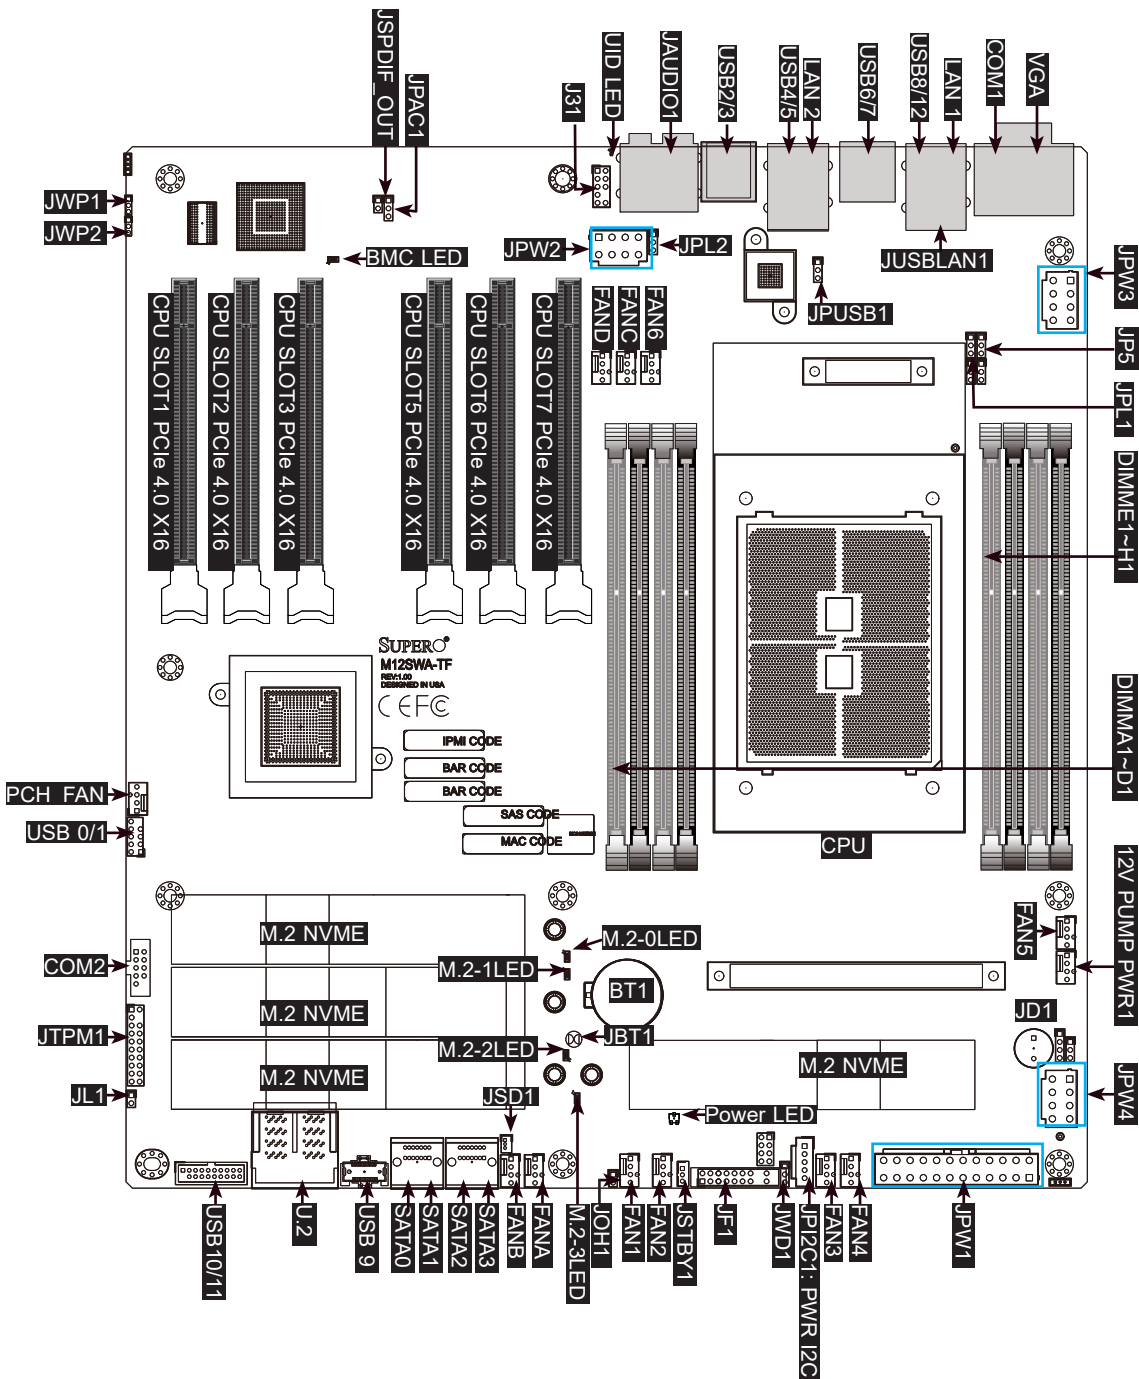 JSPDIF
_OUT
JPAC1
J31
UID LED
JAUDIO1
USB2/3
USB4/5
LAN 2
USB6/7
USB8/12
LAN 1
COM1
VGA
JWP1
JWP2
BMC LED
JPW2
JPL2
JUSBLAN1
JPUSB1
JPW3
FAND
FANC
FAN6
JP5
JPL1
CPU SLOT1 PCIe 4.0 X16
CPU SLOT2 PCIe 4.0 X16
CPU SLOT3 PCIe 4.0 X16
CPU SLOT5 PCIe 4.0 X16
CPU SLOT6 PCIe 4.0 X16
CPU SLOT7 PCIe 4.0 X16
DIMME1~H1
SUPERO®
M12SWA-TF
REV:1.00
DESIGNED IN USA
CE FC
IPMI CODE
BAR CODE
BAR CODE
SAS CODE
MAC CODE
DIMMA1~D1
PCH FAN
USB 0/1
CPU
12V PUMP PWR1
FAN5
M.2 NVME
M.2-0LED
COM2
M.2-1LED
BT1
M.2 NVME
JD1
JTPM1
JBT1
M.2-2LED
M.2 NVME
M.2 NVME
JL1
JSD1
Power LED
JPW4
USB10/11
U.2
USB 9
SATA0
SATA1
SATA2
SATA3
FANB
FANA
M.2-3LED
JOH1
FAN1
FAN2
JSTBY1
JF1
JWD1
JPI2C1: PWR I2C
FAN3
FAN4
JPW1